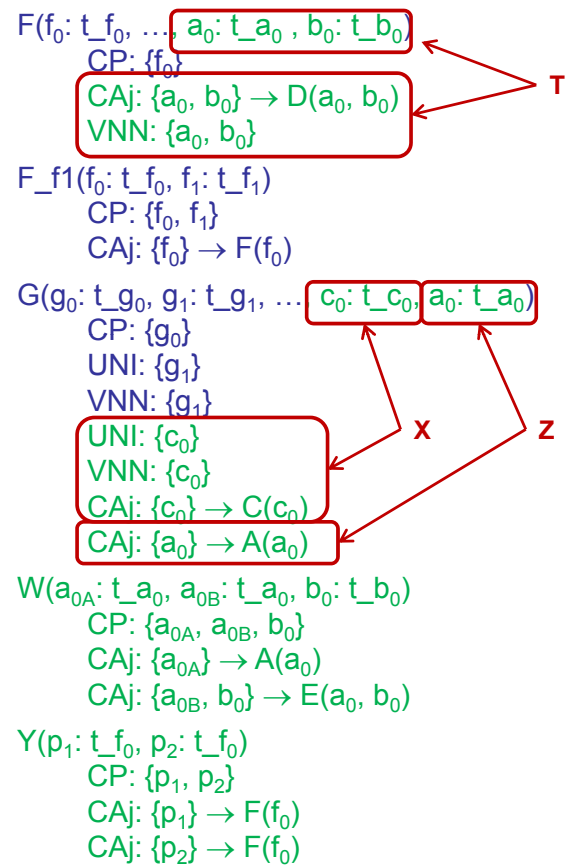 F(f₀: t_f₀, …, a₀: t_a₀ , b₀: t_b₀)
CP: {f₀}
CAj: {a₀, b₀} → D(a₀, b₀)
VNN: {a₀, b₀}
T
F_f1(f₀: t_f₀, f₁: t_f₁)
CP: {f₀, f₁}
CAj: {f₀} → F(f₀)
G(g₀: t_g₀, g₁: t_g₁, … c₀: t_c₀, a₀: t_a₀)
CP: {g₀}
UNI: {g₁}
VNN: {g₁}
UNI: {c₀}
X Z
VNN: {c₀}
CAj: {c₀} → C(c₀)
CAj: {a₀} → A(a₀)
W(a₀A: t_a₀, a₀B: t_a₀, b₀: t_b₀)
CP: {a₀A, a₀B, b₀}
CAj: {a₀A} → A(a₀)
CAj: {a₀B, b₀} → E(a₀, b₀)
Y(p₁: t_f₀, p₂: t_f₀)
CP: {p₁, p₂}
CAj: {p₁} → F(f₀)
CAj: {p₂} → F(f₀)